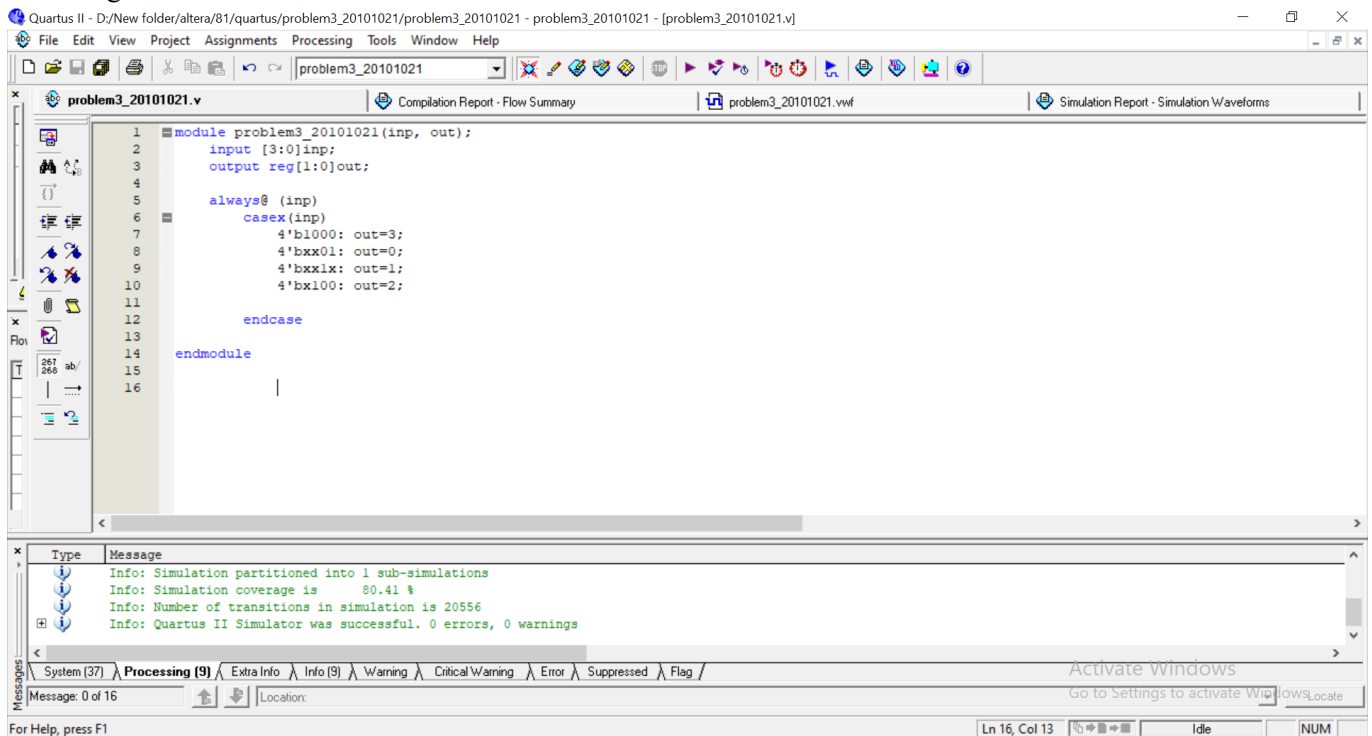 Quartus II - D:/New folder/altera/81/quartus/problem3_20101021/problem3_20101021 - problem3_20101021 - [problem3_20101021.v]
File Edit View Project Assignments Processing Tools Window Help
problem3_20101021
problem3_20101021.v Compilation Report - Flow Summary problem3_20101021.vwf Simulation Report - Simulation Waveforms
1 module problem3_20101021(inp, out);
2 input [3:0]inp;
3 output reg[1:0]out;
4
5 always@ (inp)
6 casex(inp)
7 4'b1000: out=3;
8 4'bxx01: out=0;
9 4'bxx1x: out=1;
10 4'bx100: out=2;
11
12 endcase
13
14 endmodule
15
16
267
268 ab/
Flo
T
Type Message
Info: Simulation partitioned into 1 sub-simulations
Info: Simulation coverage is 80.41 %
Info: Number of transitions in simulation is 20556
Info: Quartus II Simulator was successful. 0 errors, 0 warnings
System (37) Processing (9) Extra Info Info (9) Warning Critical Warning Error Suppressed Flag
Messages
Message: 0 of 16 Location: Locate
Activate Windows
Go to Settings to activate Windows.
For Help, press F1 Ln 16, Col 13 Idle NUM